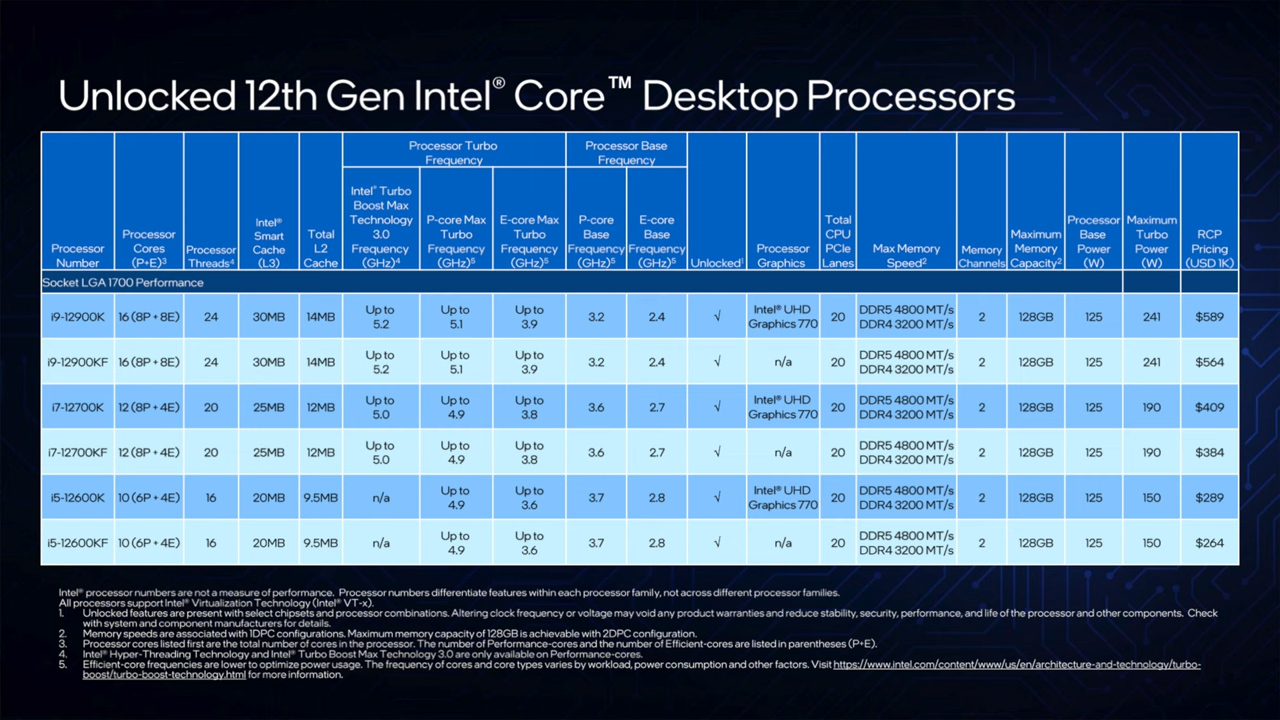 Unlocked 12th Gen Intel® Core™ Desktop Processors
Processor Number
Processor Cores (P+E)3
Processor Threads4
Intel® Smart Cache (L3)
Total L2 Cache
Processor Turbo Frequency
Intel® Turbo Boost Max Technology 3.0 Frequency (GHz)4
P-core Max Turbo Frequency (GHz)5
E-core Max Turbo Frequency (GHz)5
Processor Base Frequency
P-core Base Frequency (GHz)5
E-core Base Frequency (GHz)5
Unlocked1
Processor Graphics
Total CPU PCIe Lanes
Max Memory Speed2
Memory Channels
Maximum Memory Capacity2
Processor Base Power (W)
Maximum Turbo Power (W)
RCP Pricing (USD 1K)
Socket LGA 1700 Performance
i9-12900K 16 (8P + 8E) 24 30MB 14MB Up to 5.2 Up to 5.1 Up to 3.9 3.2 2.4 √ Intel® UHD Graphics 770 20 DDR5 4800 MT/s DDR4 3200 MT/s 2 128GB 125 241 $589
i9-12900KF 16 (8P + 8E) 24 30MB 14MB Up to 5.2 Up to 5.1 Up to 3.9 3.2 2.4 √ n/a 20 DDR5 4800 MT/s DDR4 3200 MT/s 2 128GB 125 241 $564
i7-12700K 12 (8P + 4E) 20 25MB 12MB Up to 5.0 Up to 4.9 Up to 3.8 3.6 2.7 √ Intel® UHD Graphics 770 20 DDR5 4800 MT/s DDR4 3200 MT/s 2 128GB 125 190 $409
i7-12700KF 12 (8P + 4E) 20 25MB 12MB Up to 5.0 Up to 4.9 Up to 3.8 3.6 2.7 √ n/a 20 DDR5 4800 MT/s DDR4 3200 MT/s 2 128GB 125 190 $384
i5-12600K 10 (6P + 4E) 16 20MB 9.5MB n/a Up to 4.9 Up to 3.6 3.7 2.8 √ Intel® UHD Graphics 770 20 DDR5 4800 MT/s DDR4 3200 MT/s 2 128GB 125 150 $289
i5-12600KF 10 (6P + 4E) 16 20MB 9.5MB n/a Up to 4.9 Up to 3.6 3.7 2.8 √ n/a 20 DDR5 4800 MT/s DDR4 3200 MT/s 2 128GB 125 150 $264
Intel® processor numbers are not a measure of performance. Processor numbers differentiate features within each processor family, not across different processor families.
All processors support Intel® Virtualization Technology (Intel® VT-x).
1. Unlocked features are present with select chipsets and processor combinations. Altering clock frequency or voltage may void any product warranties and reduce stability, security, performance, and life of the processor and other components. Check
with system and component manufacturers for details.
2. Memory speeds are associated with 1DPC configurations. Maximum memory capacity of 128GB is achievable with 2DPC configuration.
3. Processor cores listed first are the total number of cores in the processor. The number of Performance-cores and the number of Efficient-cores are listed in parentheses (P+E).
4. Intel® Hyper-Threading Technology and Intel® Turbo Boost Max Technology 3.0 are only available on Performance-cores.
5. Efficient-core frequencies are lower to optimize power usage. The frequency of cores and core types varies by workload, power consumption and other factors. Visit https://www.intel.com/content/www/us/en/architecture-and-technology/turbo-
boost/turbo-boost-technology.html for more information.